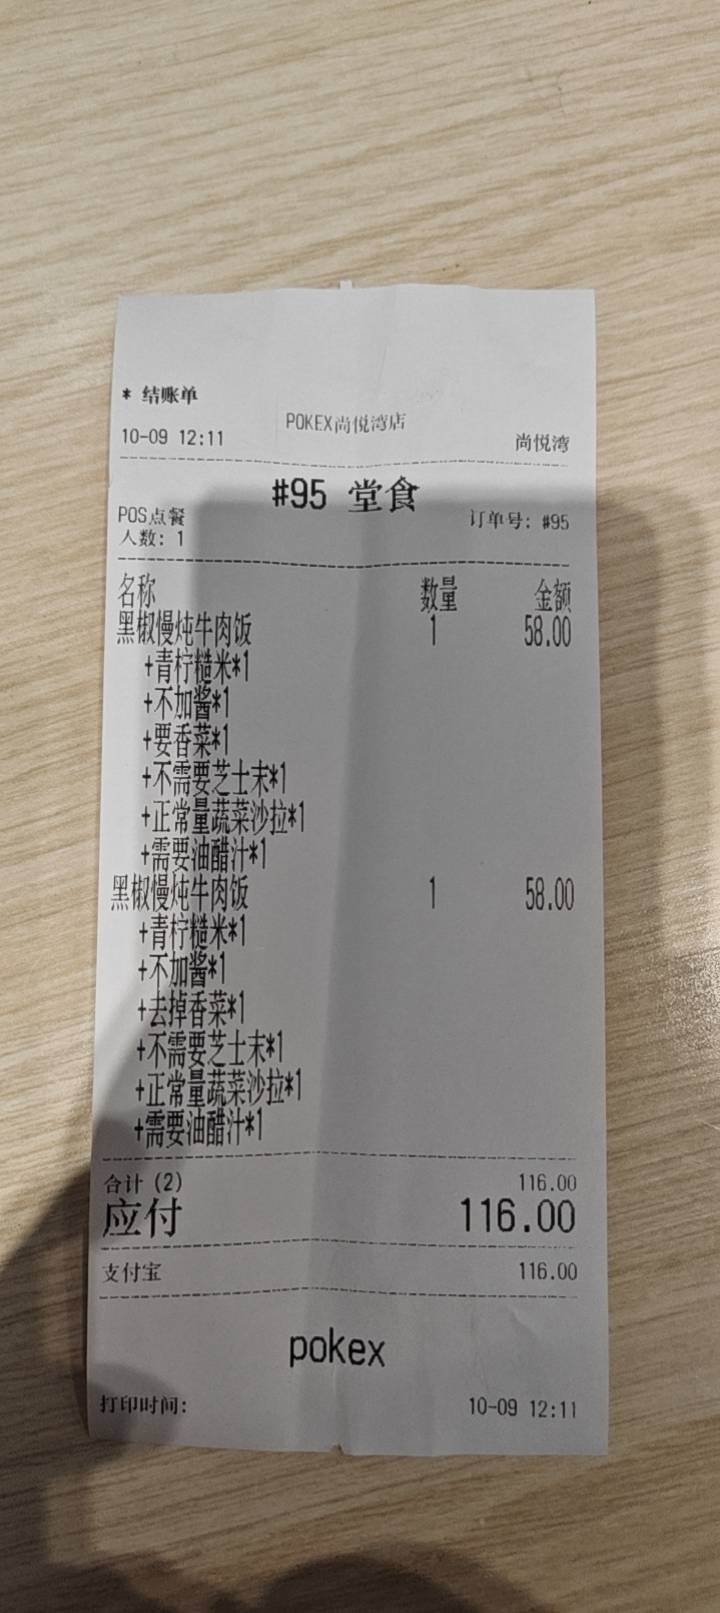 * 结账单
POKEX尚悦湾店
10-09 12:11 尚悦湾
#95 堂食
POS点餐 订单号: #95
人数: 1
名称 数量 金额
黑椒慢炖牛肉饭 1 58.00
+青柠糙米*1
+不加酱*1
+要香菜*1
+不需要芝士末*1
+正常量蔬菜沙拉*1
+需要油醋汁*1
黑椒慢炖牛肉饭 1 58.00
+青柠糙米*1
+不加酱*1
+去掉香菜*1
+不需要芝士末*1
+正常量蔬菜沙拉*1
+需要油醋汁*1
合计 (2) 116.00
应付 116.00
支付宝 116.00
pokex
打印时间: 10-09 12:11